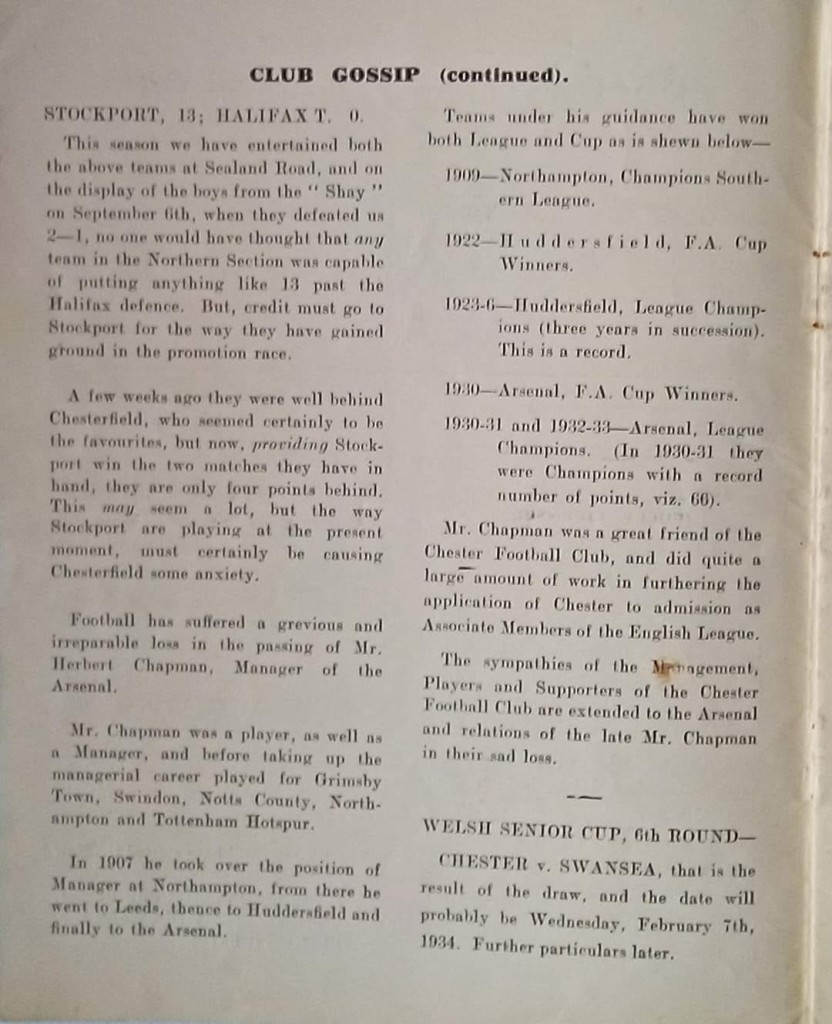 CLUB GOSSIP (continued).
STOCKPORT, 13; HALIFAX T. 0.
This season we have entertained both
the above teams at Sealand Road, and on
the display of the boys from the " Shay "
on September 6th, when they defeated us
2—1, no one would have thought that any
team in the Northern Section was capable
of putting anything like 13 past the
Halifax defence. But, credit must go to
Stockport for the way they have gained
ground in the promotion race.
A few weeks ago they were well behind
Chesterfield, who seemed certainly to be
the favourites, but now, providing Stock-
port win the two matches they have in
hand, they are only four points behind.
This may seem a lot, but the way
Stockport are playing at the present
moment, must certainly be causing
Chesterfield some anxiety.
Football has suffered a grevious and
irreparable loss in the passing of Mr.
Herbert Chapman, Manager of the
Arsenal.
Mr. Chapman was a player, as well as
a Manager, and before taking up the
managerial career played for Grimsby
Town, Swindon, Notts County, North-
ampton and Tottenham Hotspur.
In 1907 he took over the position of
Manager at Northampton, from there he
went to Leeds, thence to Huddersfield and
finally to the Arsenal.
Teams under his guidance have won
both League and Cup as is shewn below—
1909—Northampton, Champions South-
ern League.
1922—Huddersfield, F.A. Cup
Winners.
1923-6—Huddersfield, League Champ-
ions (three years in succession).
This is a record.
1930—Arsenal, F.A. Cup Winners.
1930-31 and 1932-33—Arsenal, League
Champions. (In 1930-31 they
were Champions with a record
number of points, viz. 66).
Mr. Chapman was a great friend of the
Chester Football Club, and did quite a
large amount of work in furthering the
application of Chester to admission as
Associate Members of the English League.
The sympathies of the Management,
Players and Supporters of the Chester
Football Club are extended to the Arsenal
and relations of the late Mr. Chapman
in their sad loss.
WELSH SENIOR CUP, 6th ROUND—
CHESTER v. SWANSEA, that is the
result of the draw, and the date will
probably be Wednesday, February 7th,
1934. Further particulars later.